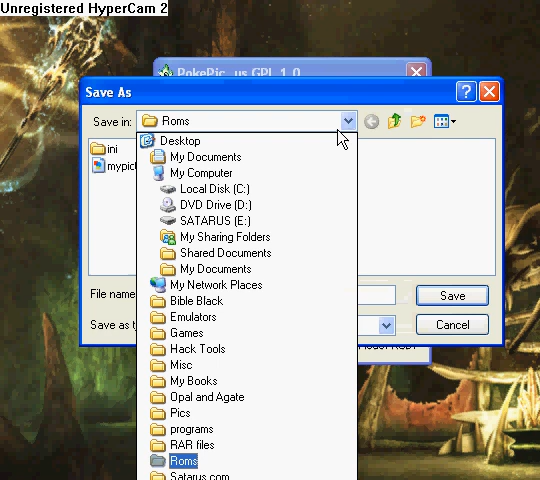 Unregistered HyperCam 2
PokePic_us GPL 1.0
Save As
Save in: Roms
ini
Desktop
My Documents
My Computer
Local Disk (C:)
DVD Drive (D:)
SATARUS (E:)
My Sharing Folders
Shared Documents
My Documents
My Network Places
Bible Black
Emulators
Games
Hack Tools
Misc
My Books
Opal and Agate
Pics
programs
RAR files
Roms
Satarus.com
File name
Save
Save as
Cancel